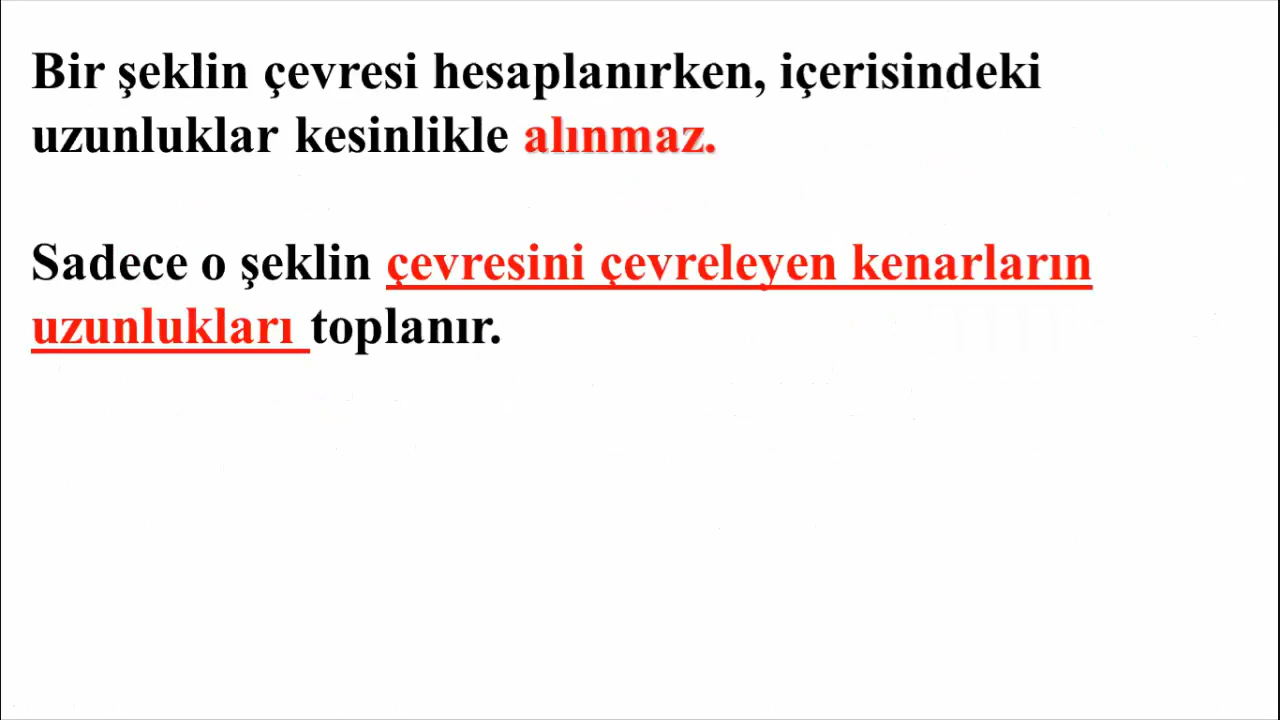 Bir şeklin çevresi hesaplanırken, içerisindeki
uzunluklar kesinlikle alınmaz.
Sadece o şeklin çevresini çevreleyen kenarların
uzunlukları toplanır.